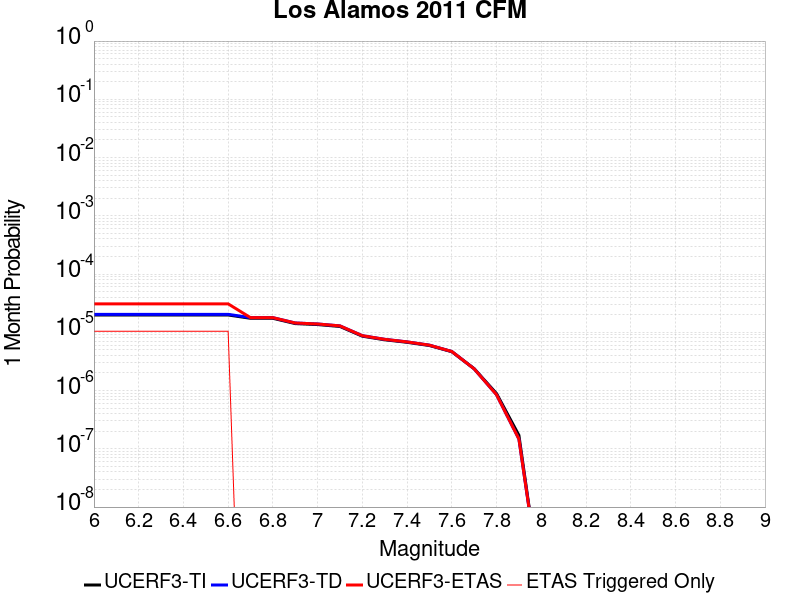 Los Alamos 2011 CFM
10^0
10^-1
10^-2
10^-3
10^-4
10^-5
10^-6
10^-7
10^-8
1 Month Probability
6 6.2 6.4 6.6 6.8 7 7.2 7.4 7.6 7.8 8 8.2 8.4 8.6 8.8 9
Magnitude
UCERF3-TI UCERF3-TD UCERF3-ETAS ETAS Triggered Only